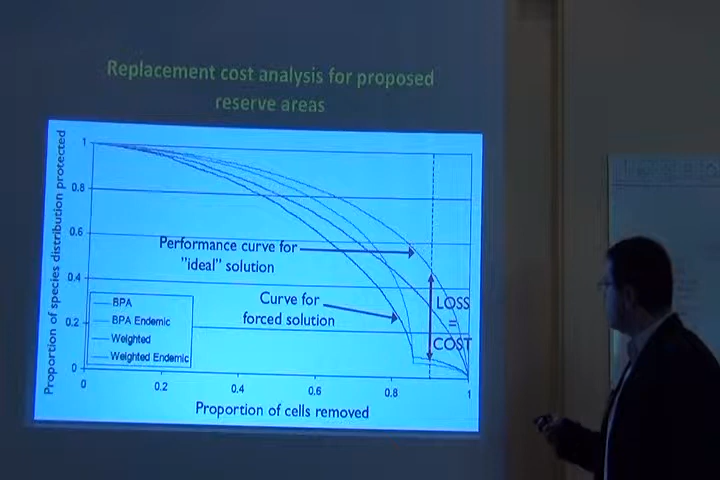 Replacement cost analysis for proposed
reserve areas
Proportion of species distribution protected
1
0.8
0.6
0.4
0.2
0
Performance curve for
"ideal" solution
Curve for
forced solution
LOSS
=
COST
BPA
BPA Endemic
Weighted
Weighted Endemic
0
0.2
0.4
0.6
0.8
1
Proportion of cells removed